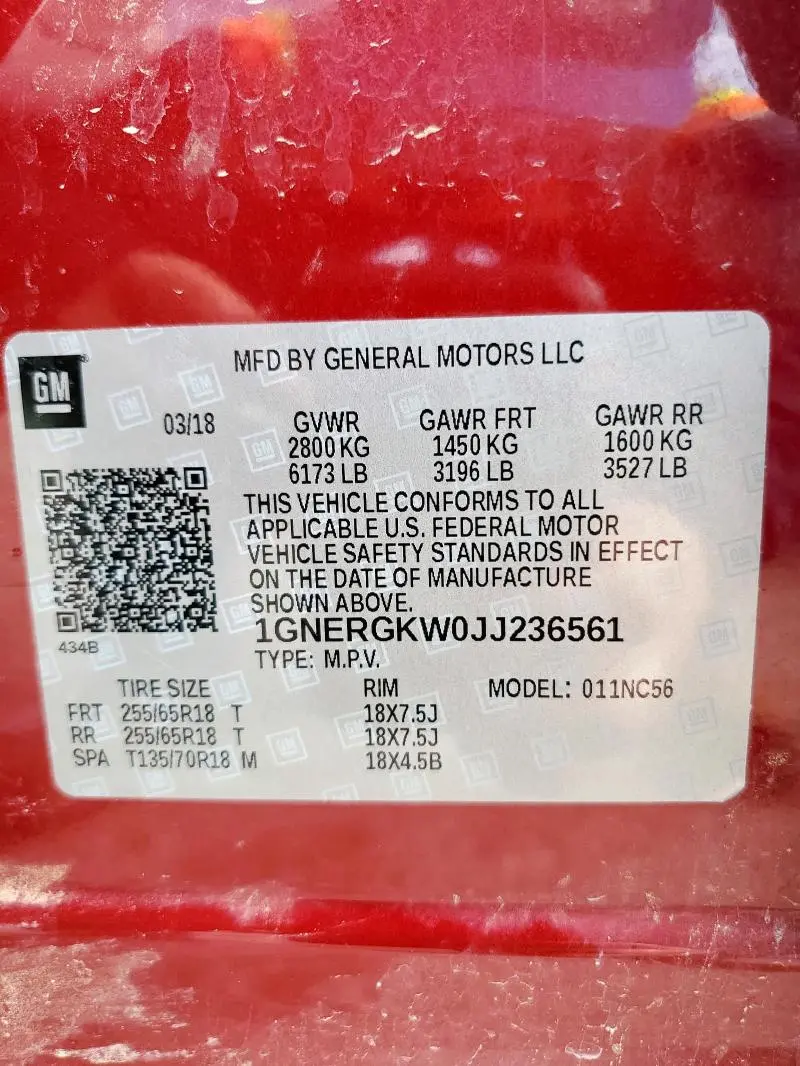 MFD BY GENERAL MOTORS LLC
GM
03/18 GVWR GAWR FRT GAWR RR
2800 KG 1450 KG 1600 KG
6173 LB 3196 LB 3527 LB
THIS VEHICLE CONFORMS TO ALL
APPLICABLE U.S. FEDERAL MOTOR
VEHICLE SAFETY STANDARDS IN EFFECT
ON THE DATE OF MANUFACTURE
SHOWN ABOVE.
434B
1GNERGKW0JJ236561
TYPE: M.P.V.
TIRE SIZE RIM MODEL: 011NC56
FRT 255/65R18 T 18X7.5J
RR 255/65R18 T 18X7.5J
SPA T135/70R18 M 18X4.5B